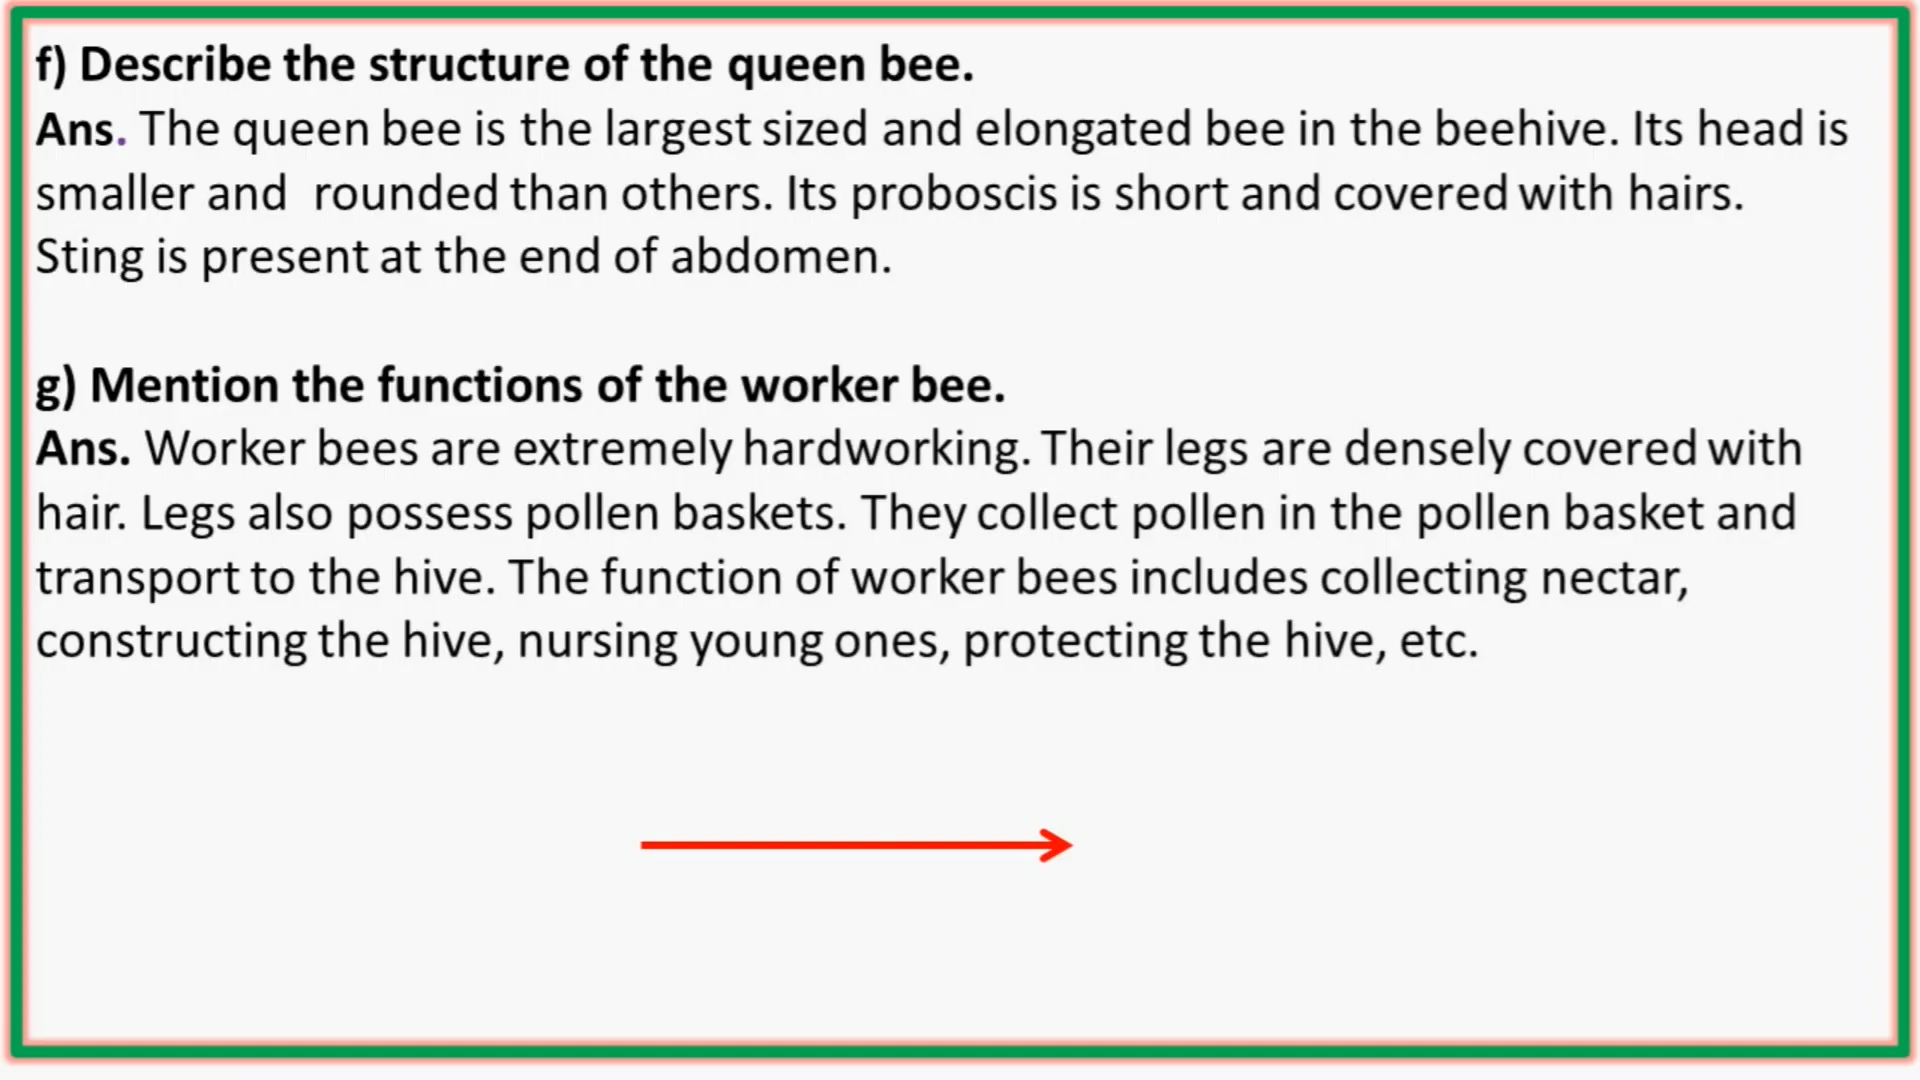 f) Describe the structure of the queen bee.
Ans. The queen bee is the largest sized and elongated bee in the beehive. Its head is
smaller and  rounded than others. Its proboscis is short and covered with hairs.
Sting is present at the end of abdomen.
g) Mention the functions of the worker bee.
Ans. Worker bees are extremely hardworking. Their legs are densely covered with
hair. Legs also possess pollen baskets. They collect pollen in the pollen basket and
transport to the hive. The function of worker bees includes collecting nectar,
constructing the hive, nursing young ones, protecting the hive, etc.